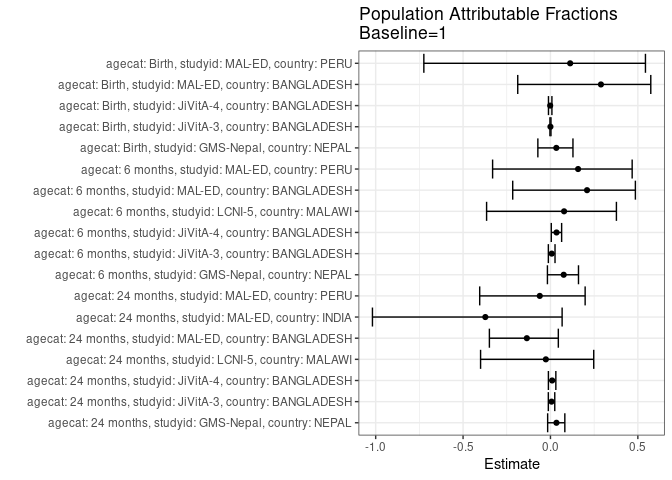 Population Attributable Fractions
Baseline=1
agecat: Birth, studyid: MAL-ED, country: PERU
agecat: Birth, studyid: MAL-ED, country: BANGLADESH
agecat: Birth, studyid: JiVitA-4, country: BANGLADESH
agecat: Birth, studyid: JiVitA-3, country: BANGLADESH
agecat: Birth, studyid: GMS-Nepal, country: NEPAL
agecat: 6 months, studyid: MAL-ED, country: PERU
agecat: 6 months, studyid: MAL-ED, country: BANGLADESH
agecat: 6 months, studyid: LCNI-5, country: MALAWI
agecat: 6 months, studyid: JiVitA-4, country: BANGLADESH
agecat: 6 months, studyid: JiVitA-3, country: BANGLADESH
agecat: 6 months, studyid: GMS-Nepal, country: NEPAL
agecat: 24 months, studyid: MAL-ED, country: PERU
agecat: 24 months, studyid: MAL-ED, country: INDIA
agecat: 24 months, studyid: MAL-ED, country: BANGLADESH
agecat: 24 months, studyid: LCNI-5, country: MALAWI
agecat: 24 months, studyid: JiVitA-4, country: BANGLADESH
agecat: 24 months, studyid: JiVitA-3, country: BANGLADESH
agecat: 24 months, studyid: GMS-Nepal, country: NEPAL
-1.0 -0.5 0.0 0.5
Estimate